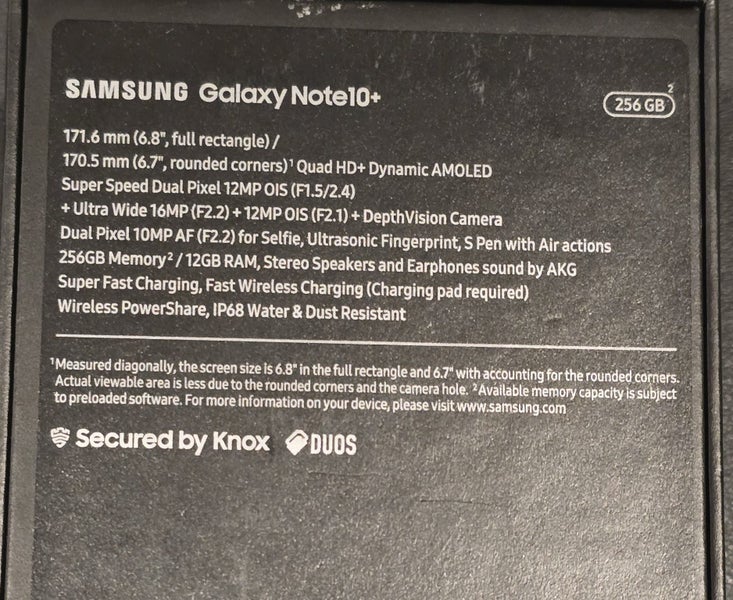 SAMSUNG Galaxy Note10+
256 GB²
171.6 mm (6.8", full rectangle) /
170.5 mm (6.7", rounded corners)¹ Quad HD+ Dynamic AMOLED
Super Speed Dual Pixel 12MP OIS (F1.5/2.4)
+ Ultra Wide 16MP (F2.2) + 12MP OIS (F2.1) + DepthVision Camera
Dual Pixel 10MP AF (F2.2) for Selfie, Ultrasonic Fingerprint, S Pen with Air actions
256GB Memory² / 12GB RAM, Stereo Speakers and Earphones sound by AKG
Super Fast Charging, Fast Wireless Charging (Charging pad required)
Wireless PowerShare, IP68 Water & Dust Resistant
¹Measured diagonally, the screen size is 6.8" in the full rectangle and 6.7" with accounting for the rounded corners.
Actual viewable area is less due to the rounded corners and the camera hole. ²Available memory capacity is subject
to preloaded software. For more information on your device, please visit www.samsung.com
Secured by Knox DUOS